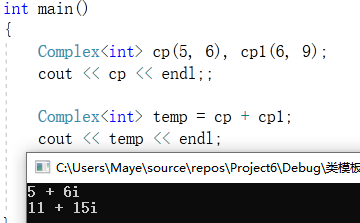 int main()
{
Complex<int> cp(5, 6), cp1(6, 9);
cout << cp << endl;;
Complex<int> temp = cp + cp1;
cout << temp << endl;
C:\Users\Maye\source\repos\Project6\Debug\类模板
5 + 6i
11 + 15i
}